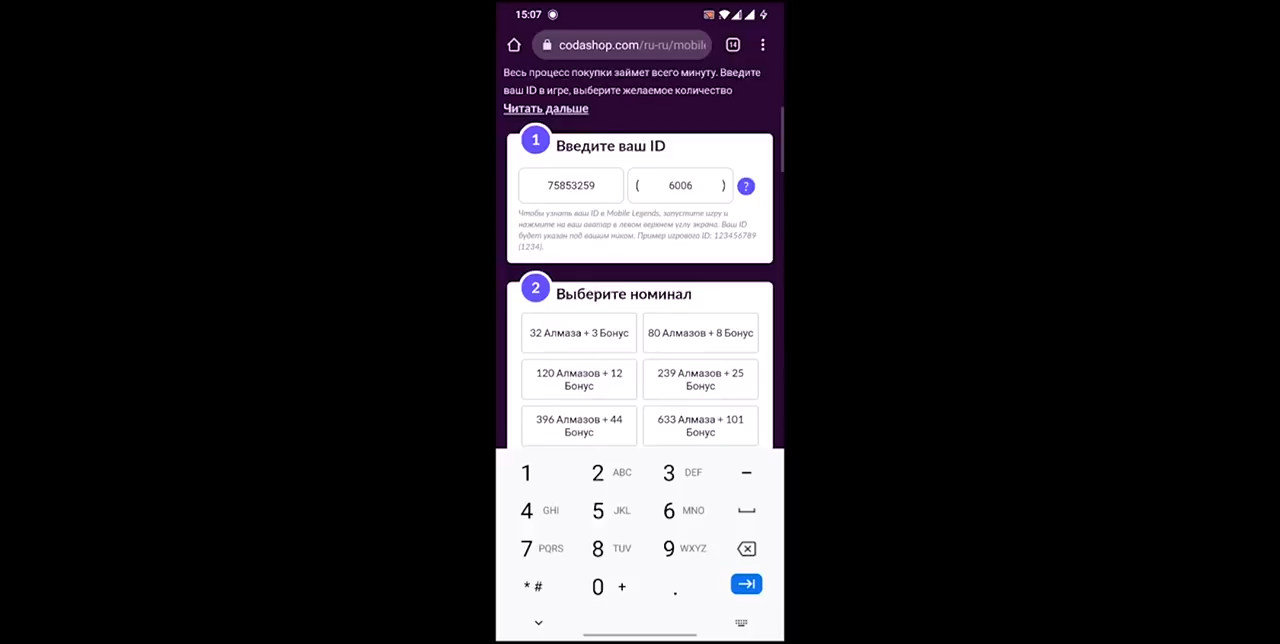 15:07
codashop.com/ru-ru/mobile
14
Весь процесс покупки займет всего минуту. Введите
ваш ID в игре, выберите желаемое количество
Читать дальше
1
Введите ваш ID
75853259
( 6006 )
?
Чтобы узнать ваш ID в Mobile Legends, запустите игру и
нажмите на ваш аватар в левом верхнем углу экрана. Ваш ID
будет указан под вашим ником. Пример игрового ID: 123456789
(1234).
2
Выберите номинал
32 Алмаза + 3 Бонус
80 Алмазов + 8 Бонус
120 Алмазов + 12
Бонус
239 Алмазов + 25
Бонус
396 Алмазов + 44
Бонус
633 Алмаза + 101
Бонус
1 2 ABC 3 DEF −
4 GHI 5 JKL 6 MNO
7 PQRS 8 TUV 9 WXYZ
* # 0 + .